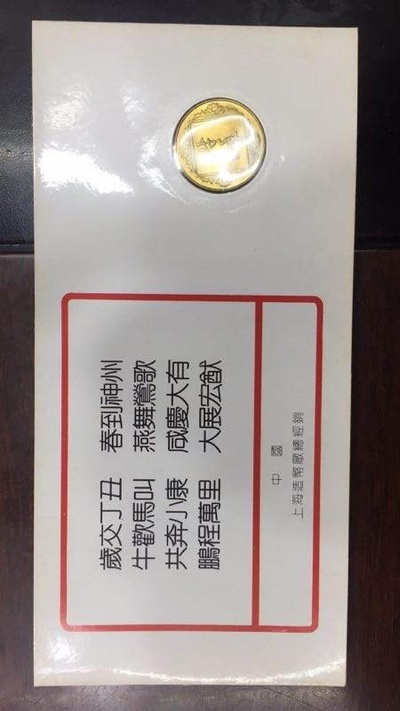 歲交丁丑 春到神州
牛歡馬叫 燕舞鶯歌
共奔小康 咸慶大有
鵬程萬里 大展宏猷
中國
上海造幣廠總經銷